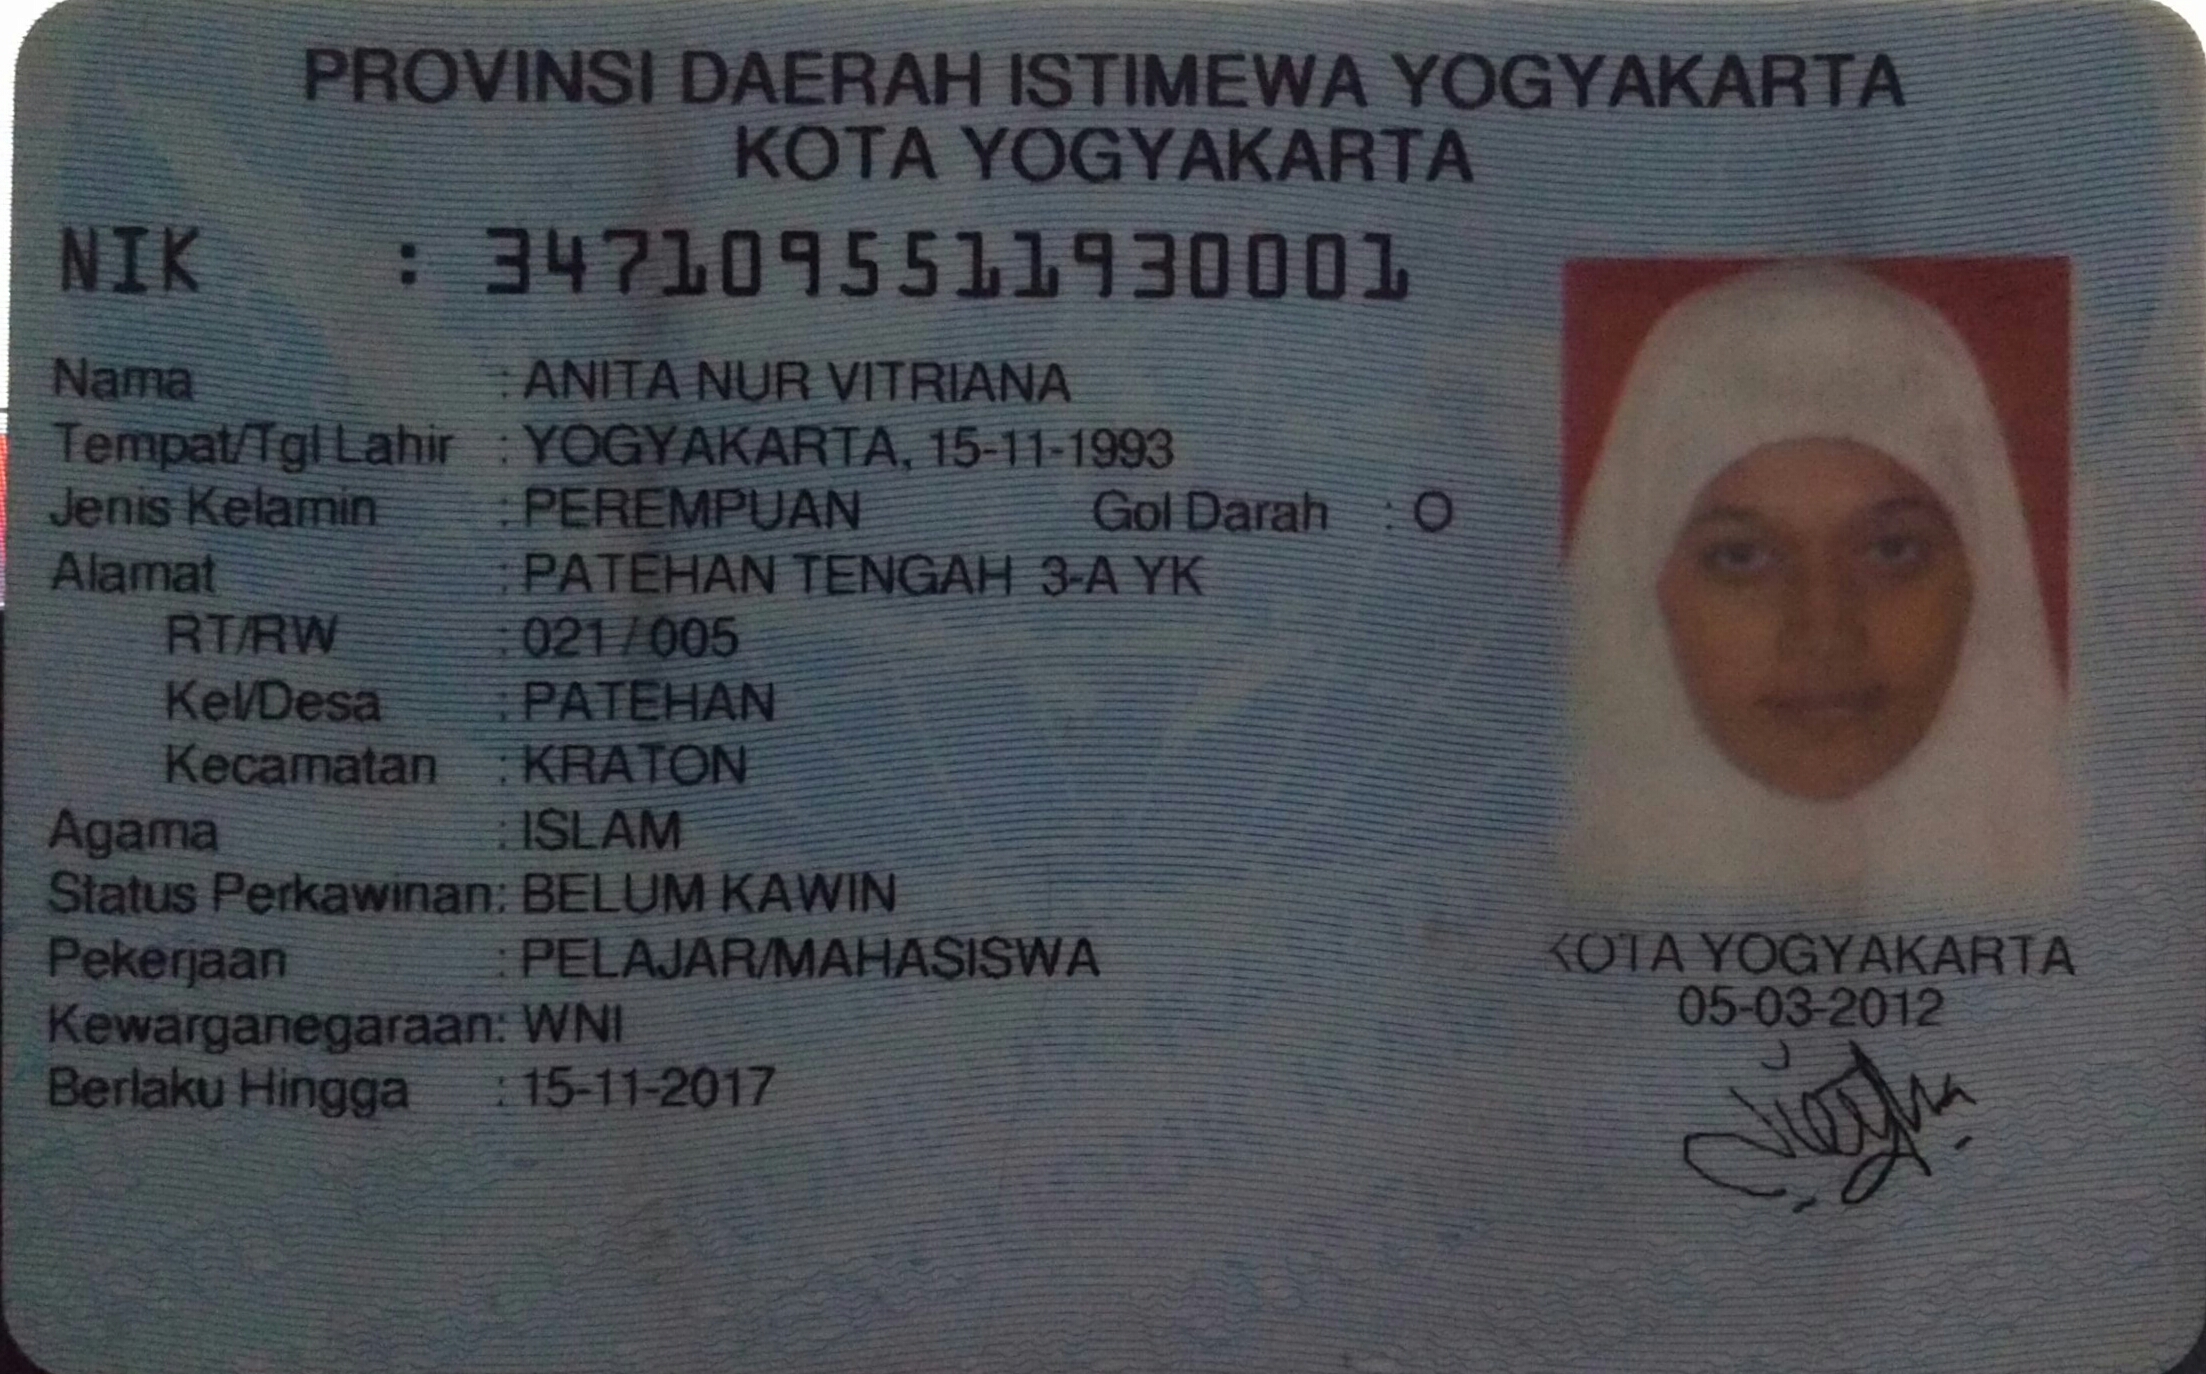 PROVINSI DAERAH ISTIMEWA YOGYAKARTA
KOTA YOGYAKARTA
NIK : 3471095511930001
Nama : ANITA NUR VITRIANA
Tempat/Tgl Lahir : YOGYAKARTA, 15-11-1993
Jenis Kelamin : PEREMPUAN Gol Darah : O
Alamat : PATEHAN TENGAH 3-A YK
RT/RW : 021 / 005
Kel/Desa : PATEHAN
Kecamatan : KRATON
Agama : ISLAM
Status Perkawinan: BELUM KAWIN
Pekerjaan : PELAJAR/MAHASISWA
Kewarganegaraan: WNI
Berlaku Hingga : 15-11-2017
KOTA YOGYAKARTA
05-03-2012